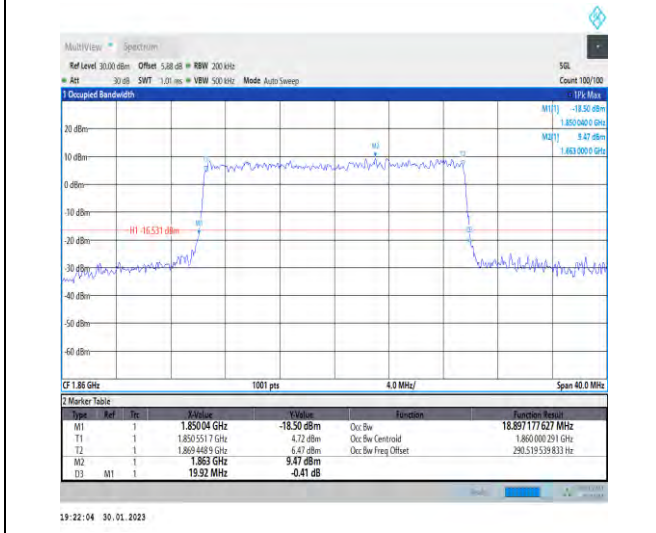 MultiView Spectrum
Ref Level 30.00 dBm Offset 5.88 dB RBW 200 kHz SGL
Att 30 dB SWT 1.01 ms VBW 500 kHz Mode Auto Sweep Count 100/100
1 Occupied Bandwidth 1Pk Max
M1[1] -18.50 dBm
1.850 040 0 GHz
20 dBm
M2[1] 9.47 dBm
M2
T2
1.863 000 0 GHz
10 dBm
0 dBm
-10 dBm
H1 -16.531 dBm
-20 dBm
-30 dBm
-40 dBm
-50 dBm
-60 dBm
CF 1.86 GHz 1001 pts 4.0 MHz/ Span 40.0 MHz
2 Marker Table
Type Ref Trc X-Value Y-Value Function Function Result
M1 1 1.85004 GHz -18.50 dBm Occ Bw 18.897 177 627 MHz
T1 1 1.850 551 7 GHz 4.72 dBm Occ Bw Centroid 1.860 000 291 GHz
T2 1 1.869 448 9 GHz 6.47 dBm Occ Bw Freq Offset 290.519 539 833 Hz
M2 1 1.863 GHz 9.47 dBm
D3 M1 1 19.92 MHz -0.41 dB
19:22:04 30.01.2023